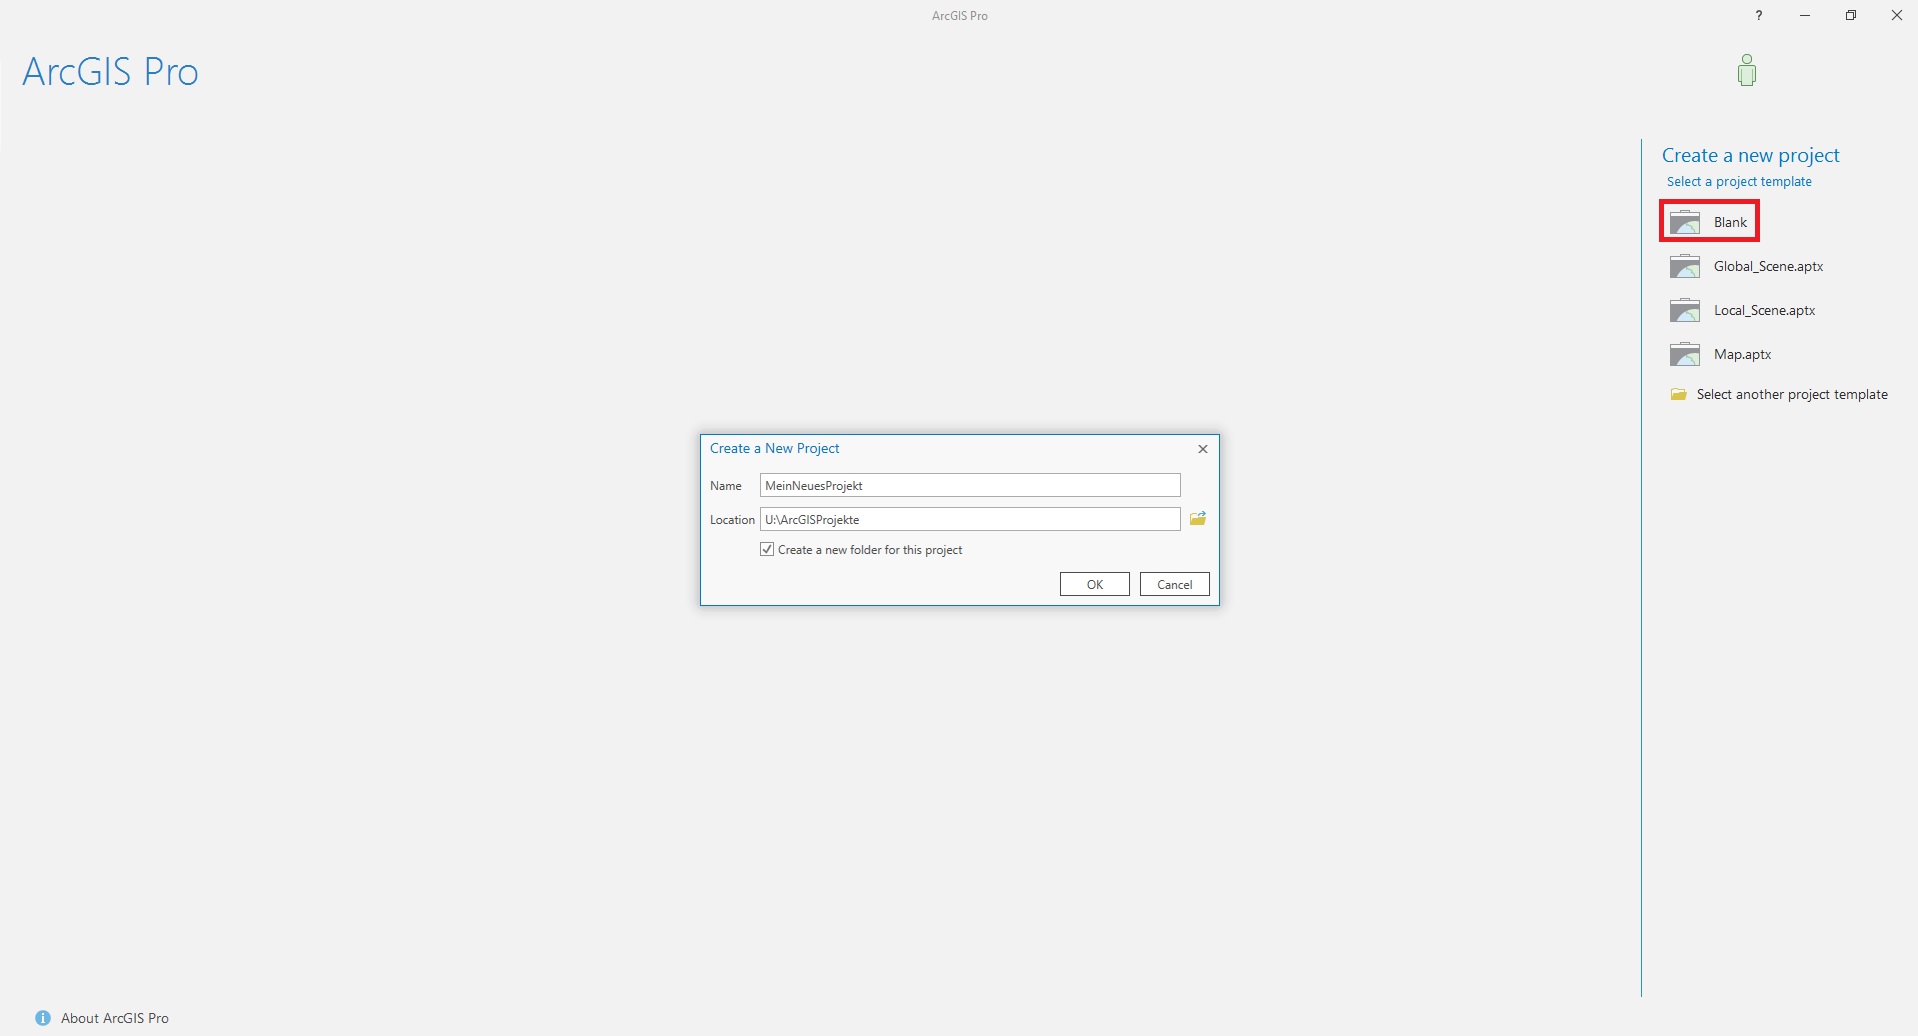 ArcGIS Pro
?
ArcGIS Pro
Create a new project
Select a project template
Blank
Global_Scene.aptx
Local_Scene.aptx
Map.aptx
Select another project template
Create a New Project
Name MeinNeuesProjekt
Location U:\ArcGISProjekte
Create a new folder for this project
OK Cancel
About ArcGIS Pro